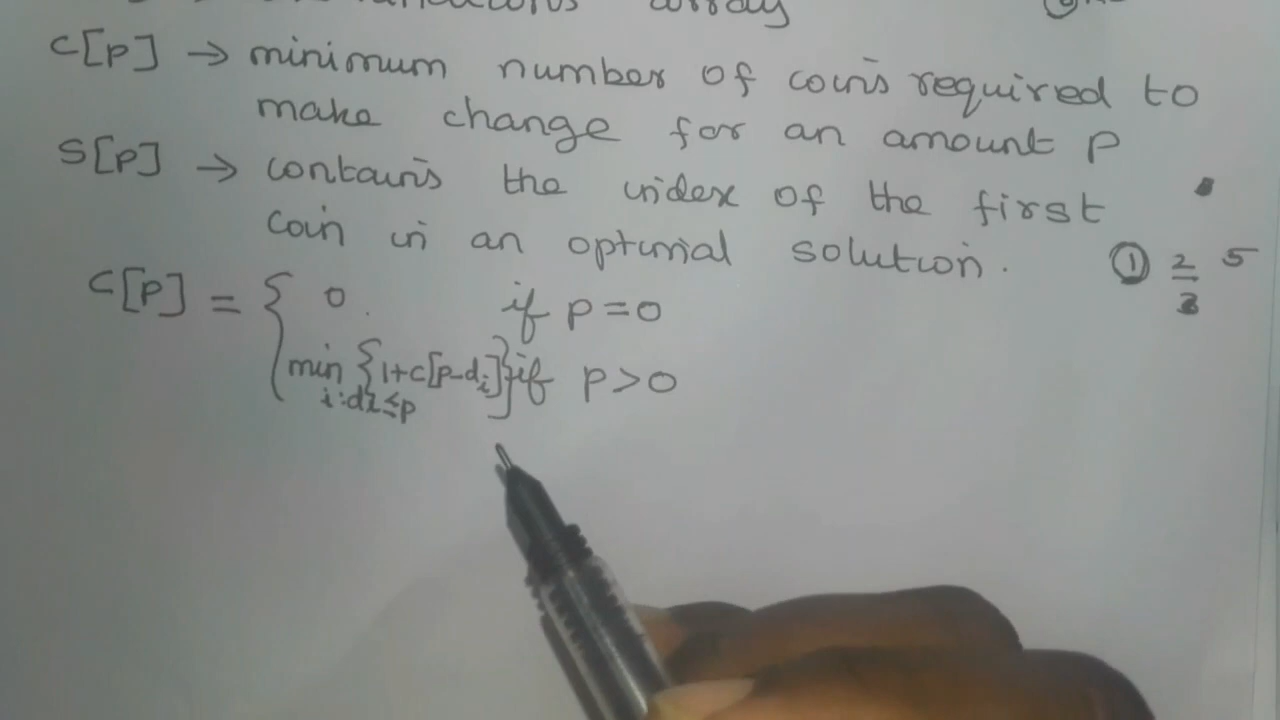 array
C[p] → minimum number of coins required to
make change for an amount p
S[p] → contains the index of the first
coin in an optimal solution.
① 2 5
3
C[p] = { 0 if p=0
min {1+c[p-di]} if p>0
i:di≤p